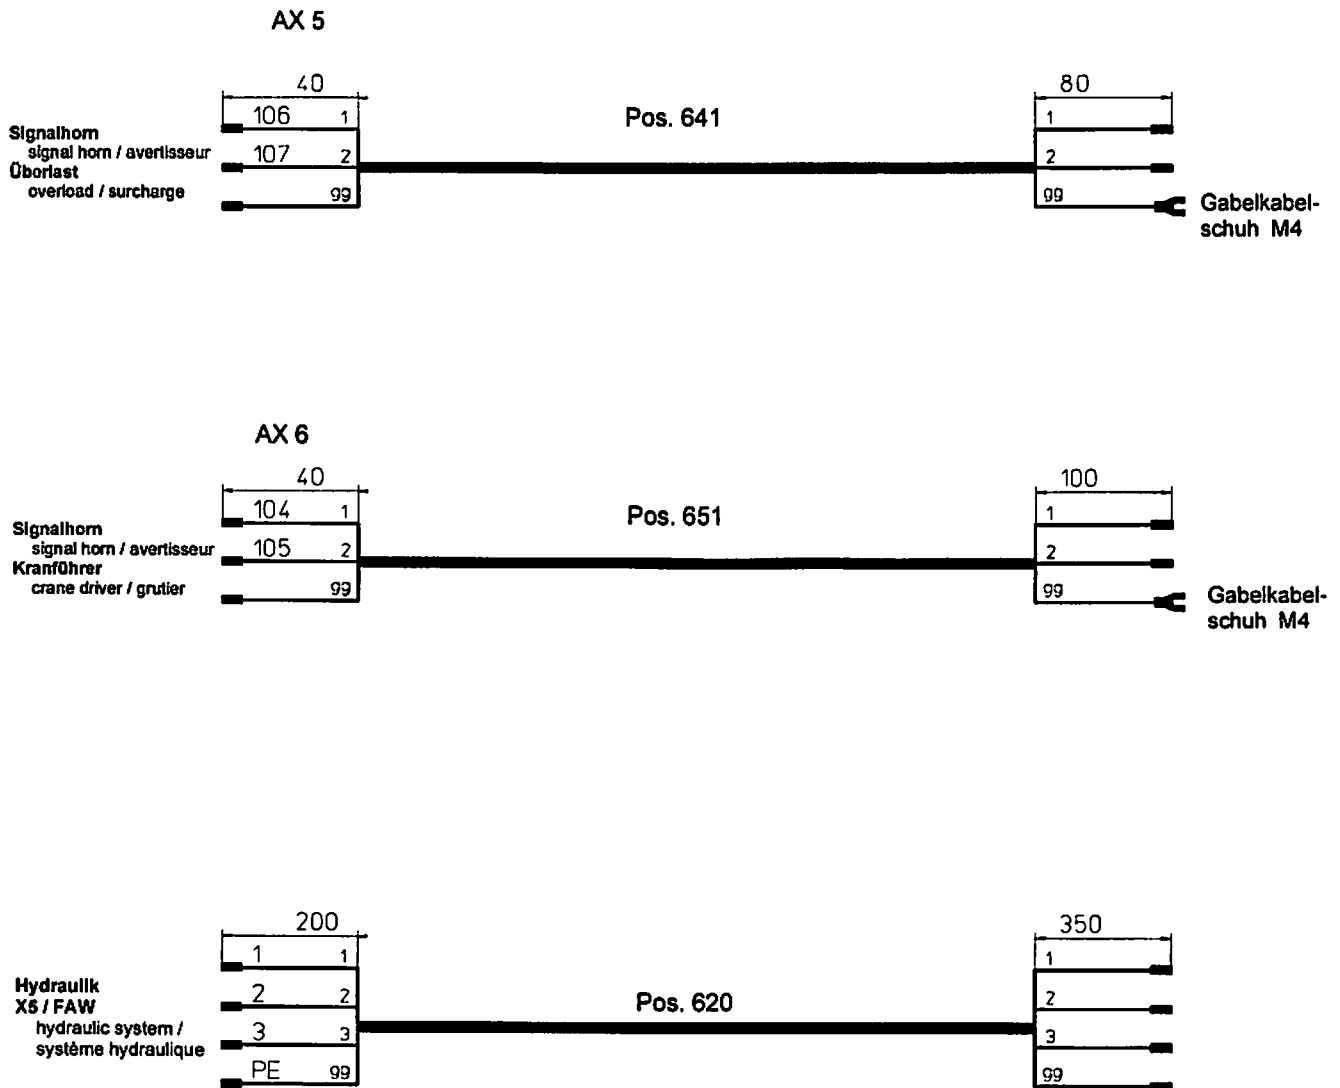 AX 5
40
80
106 1
Pos. 641
1
Signalhorn
signal horn / avertisseur
107 2
2
Überlast
overload / surcharge
99
99
Gabelkabel-
schuh M4
AX 6
40
100
104 1
Pos. 651
1
Signalhorn
signal horn / avertisseur
105 2
2
Kranführer
crane driver / grutier
99
99
Gabelkabel-
schuh M4
200
350
1 1
1
Hydraulik
X5 / FAW
2 2
Pos. 620
2
hydraulic system /
système hydraulique
3 3
3
PE 99
99